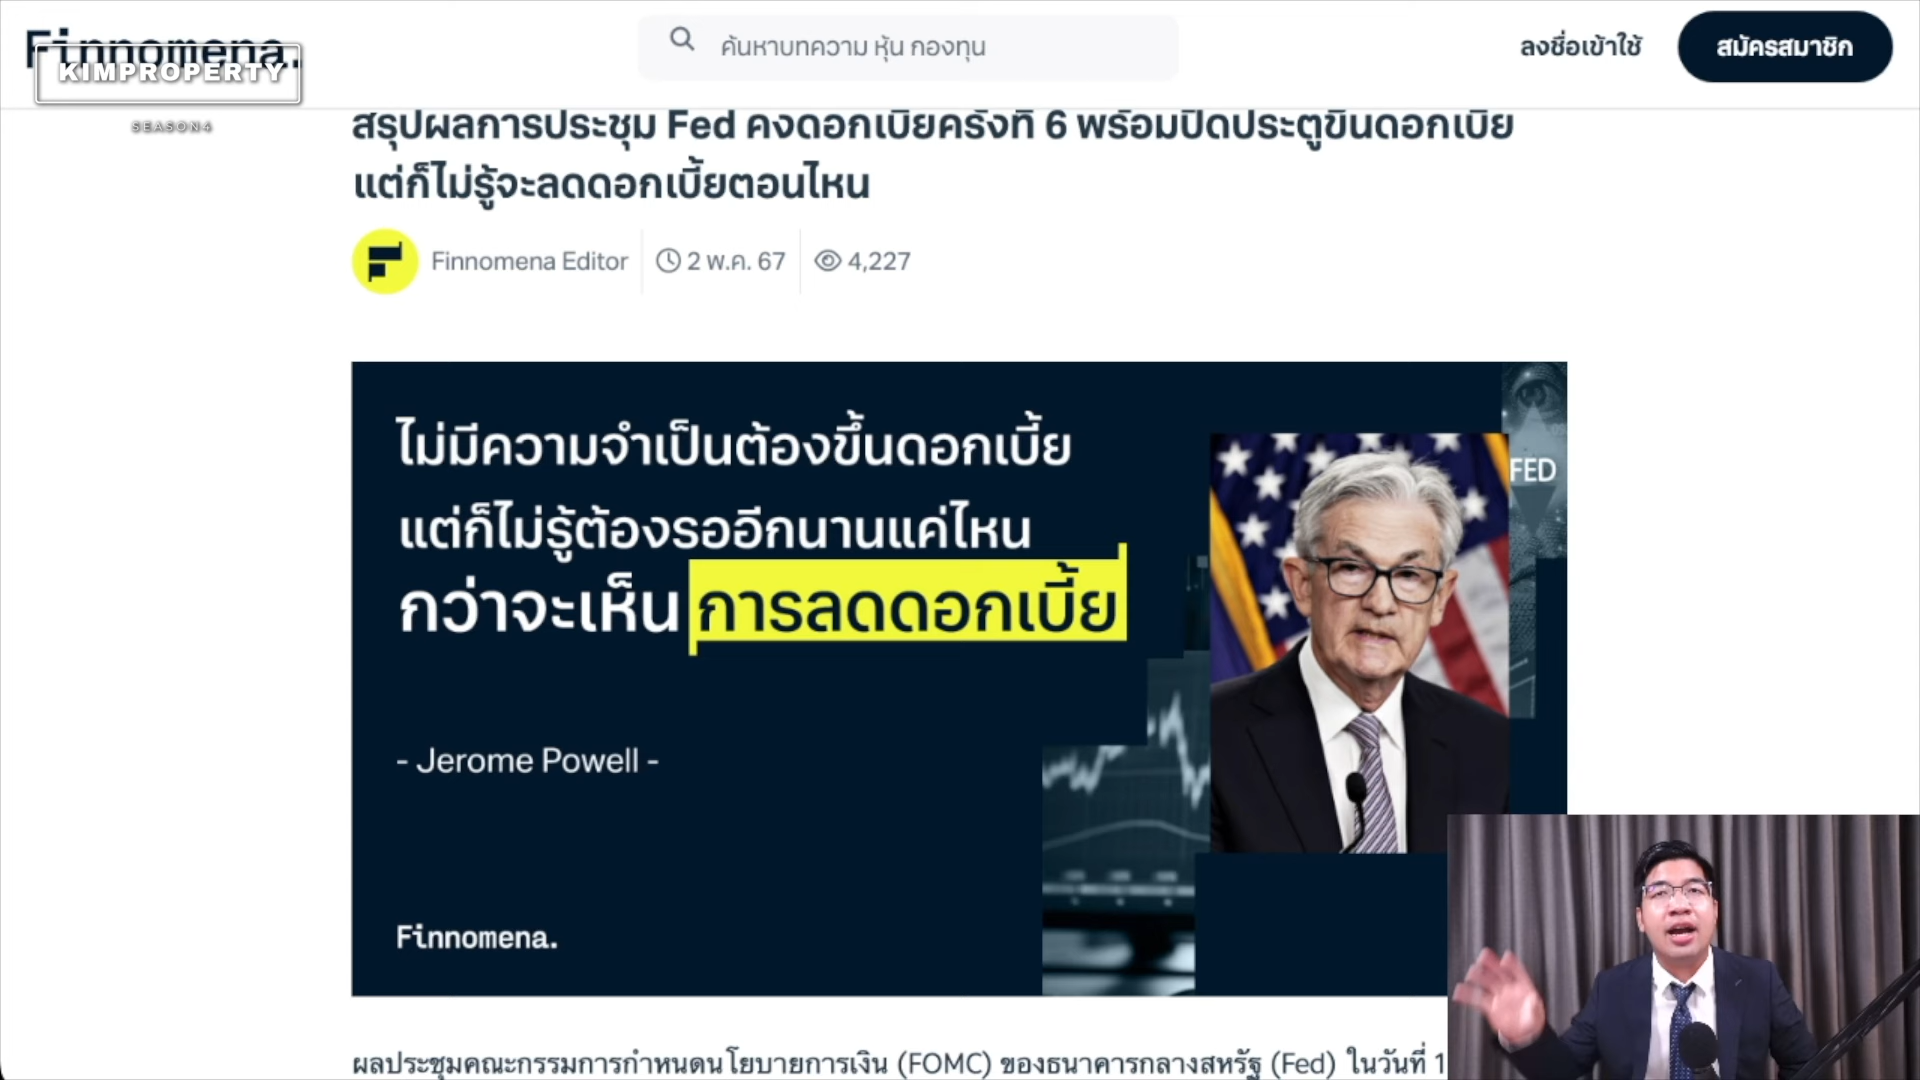 Finnomena.
KIMPROPERTY
SEASON4
ค้นหาบทความ หุ้น กองทุน
ลงชื่อเข้าใช้
สมัครสมาชิก
สรุปผลการประชุม Fed คงดอกเบี้ยครั้งที่ 6 พร้อมปิดประตูขึ้นดอกเบี้ย
แต่ก็ไม่รู้จะลดดอกเบี้ยตอนไหน
Finnomena Editor
2 พ.ค. 67
4,227
ไม่มีความจำเป็นต้องขึ้นดอกเบี้ย
แต่ก็ไม่รู้ต้องรออีกนานแค่ไหน
กว่าจะเห็น การลดดอกเบี้ย
FED
- Jerome Powell -
Finnomena.
ผลประชุมคณะกรรมการกำหนดนโยบายการเงิน (FOMC) ของธนาคารกลางสหรัฐ (Fed) ในวันที่ 1